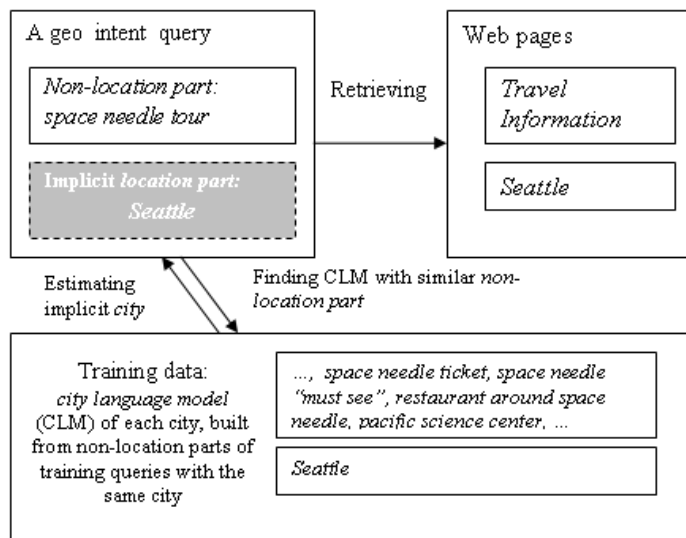 A geo intent query
Non-location part:
space needle tour
Implicit location part:
Seattle
Retrieving
Web pages
Travel
Information
Seattle
Estimating
implicit city
Finding CLM with similar non-
location part
Training data:
city language model
(CLM) of each city, built
from non-location parts of
training queries with the
same city
..., space needle ticket, space needle
“must see”, restaurant around space
needle, pacific science center, ...
Seattle